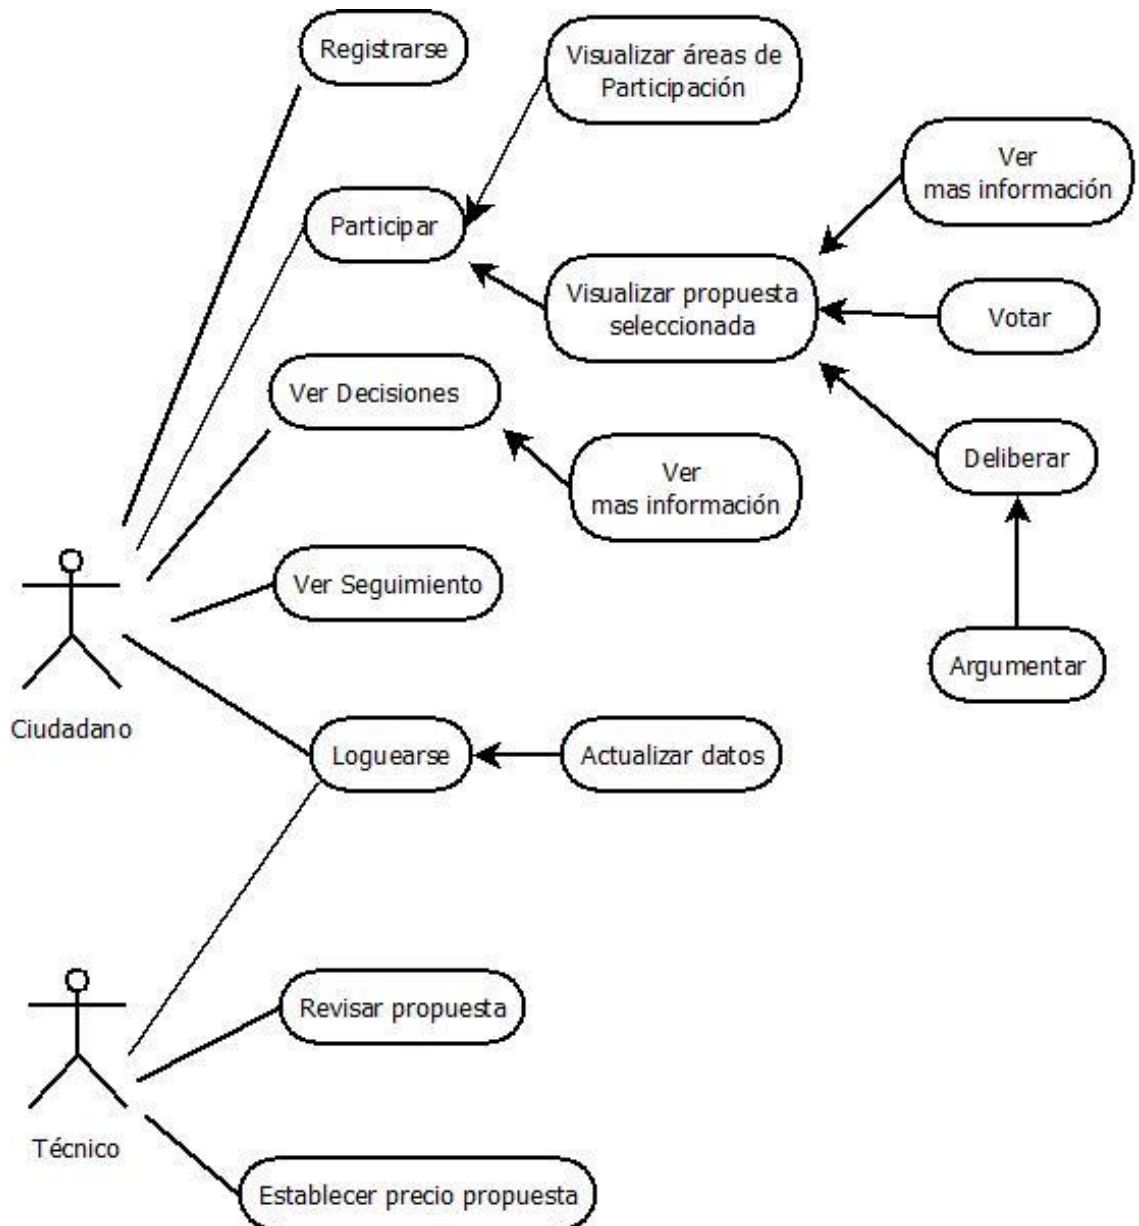 Registrarse
Visualizar áreas de
Participación
Ver
mas información
Participar
Visualizar propuesta
seleccionada
Votar
Ver Decisiones
Ver
mas información
Deliberar
Ver Seguimiento
Argumentar
Ciudadano
Loguearse
Actualizar datos
Revisar propuesta
Técnico
Establecer precio propuesta